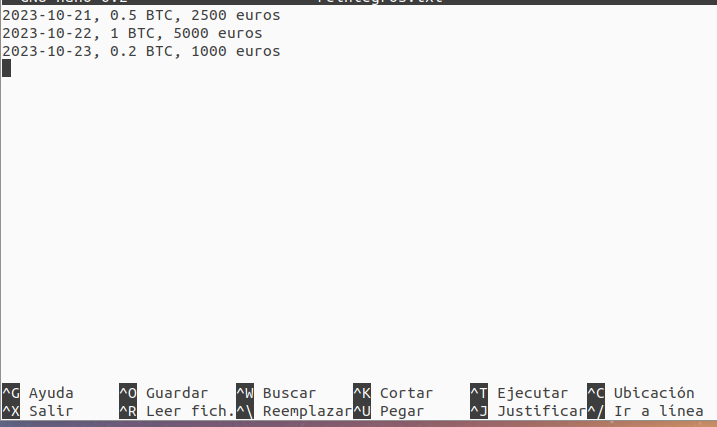 2023-10-21, 0.5 BTC, 2500 euros
2023-10-22, 1 BTC, 5000 euros
2023-10-23, 0.2 BTC, 1000 euros
^G Ayuda ^O Guardar ^W Buscar ^K Cortar ^T Ejecutar ^C Ubicación
^X Salir ^R Leer fich. ^\ Reemplazar ^U Pegar ^J Justificar ^/ Ir a línea